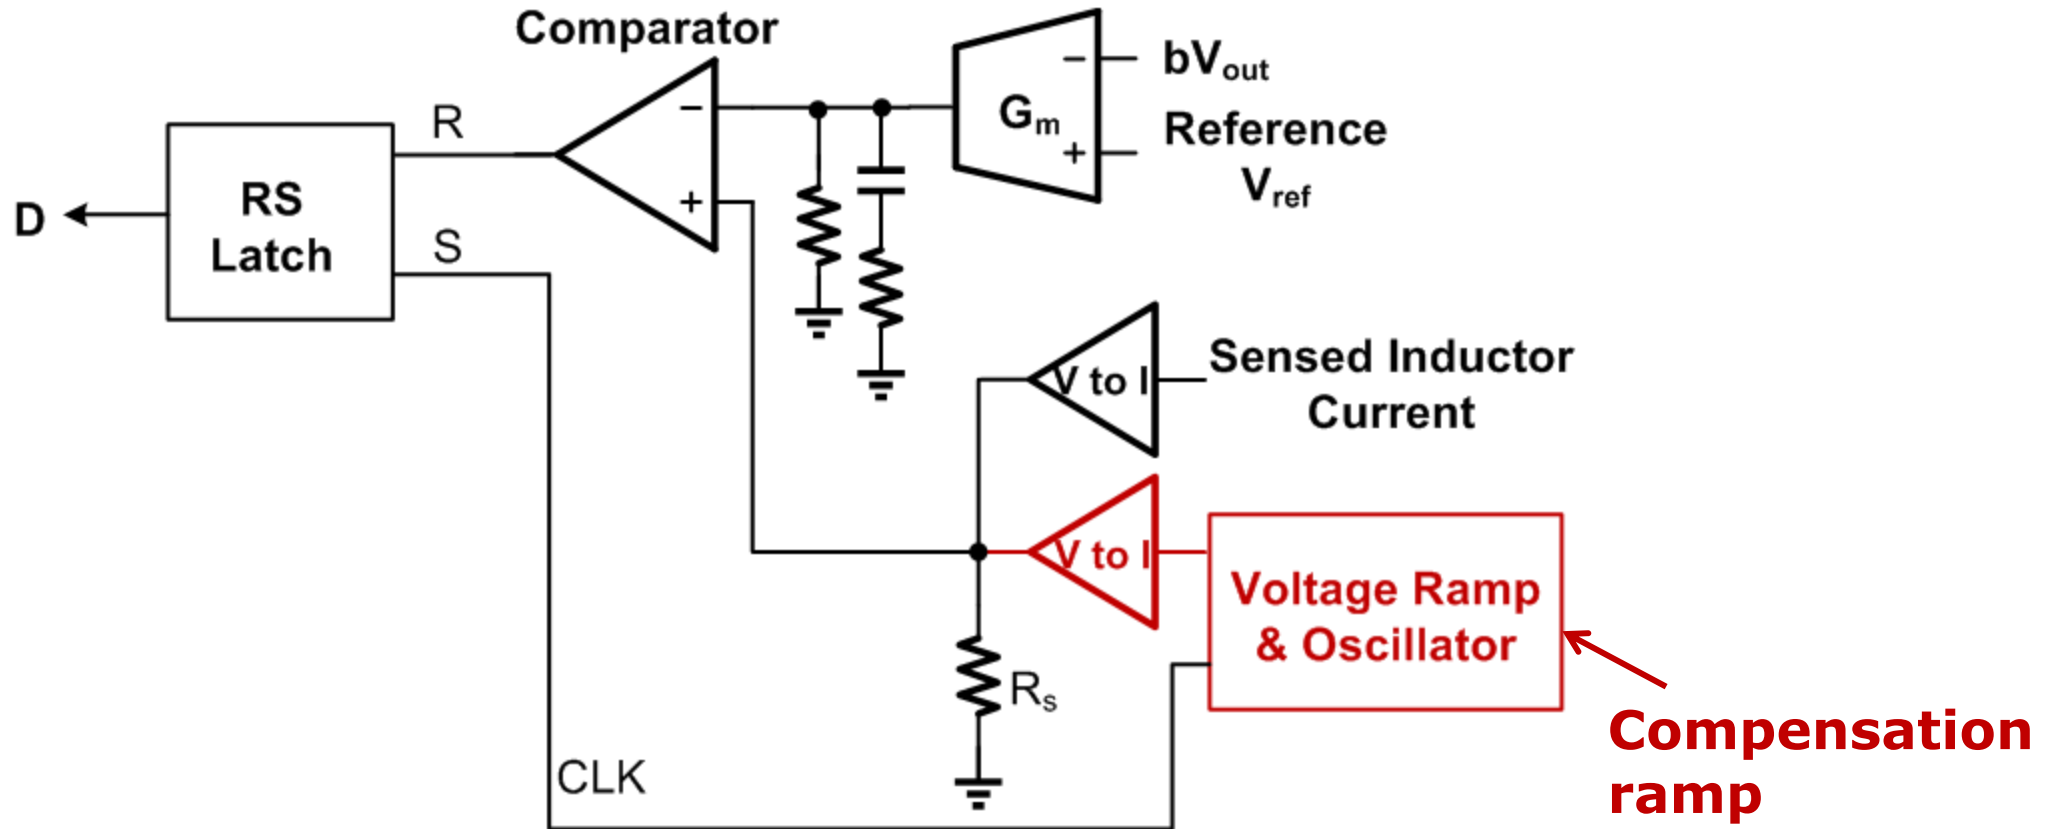 Comparator
−
+
R
S
RS
Latch
D
Gm
−
+
bVout
Reference
Vref
V to I
Sensed Inductor
Current
V to I
Voltage Ramp
& Oscillator
Rs
CLK
Compensation
ramp